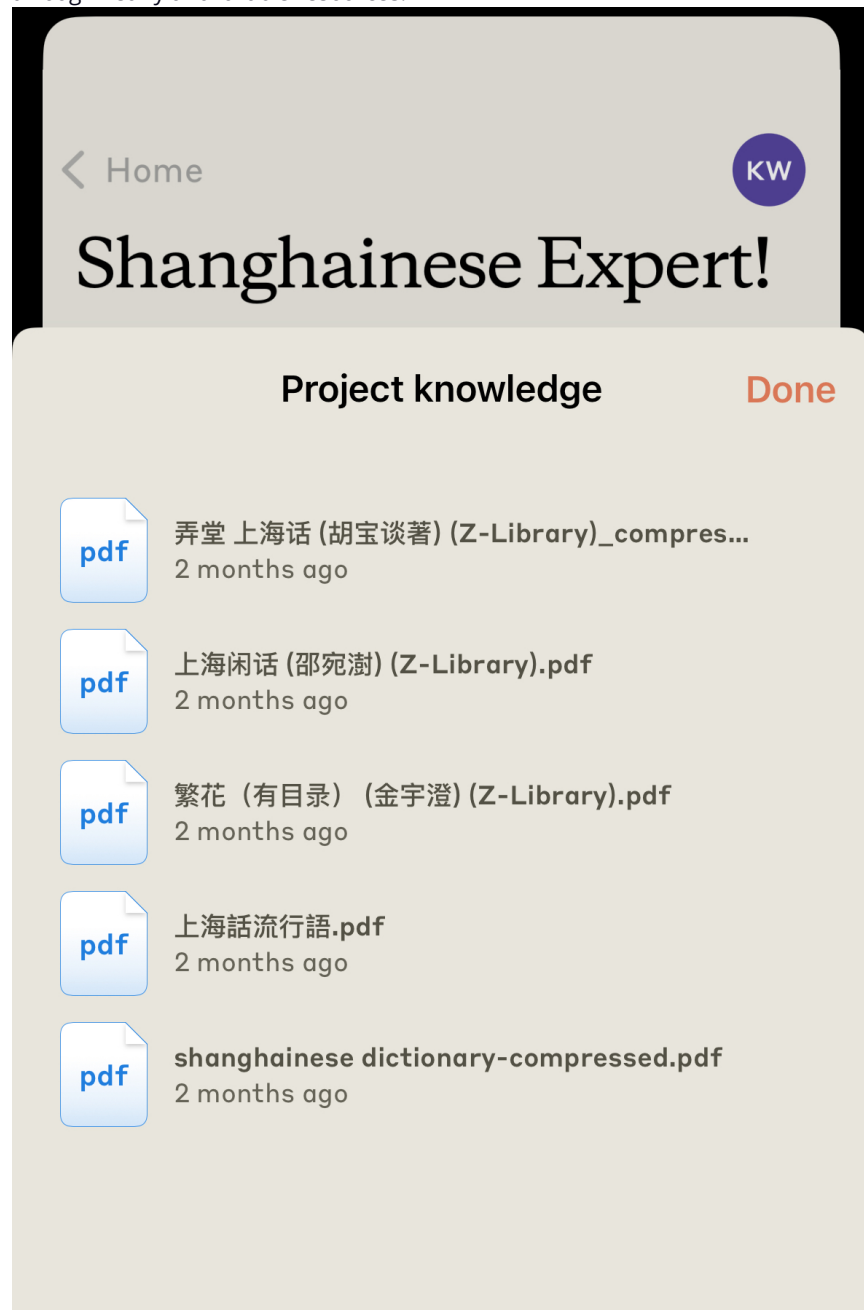 Home
KW
Shanghainese Expert!
Project knowledge
Done
pdf
弄堂 上海话 (胡宝谈著) (Z-Library)_compres...
2 months ago
pdf
上海闲话 (邵宛澍) (Z-Library).pdf
2 months ago
pdf
繁花（有目录） (金宇澄) (Z-Library).pdf
2 months ago
pdf
上海話流行語.pdf
2 months ago
pdf
shanghainese dictionary-compressed.pdf
2 months ago